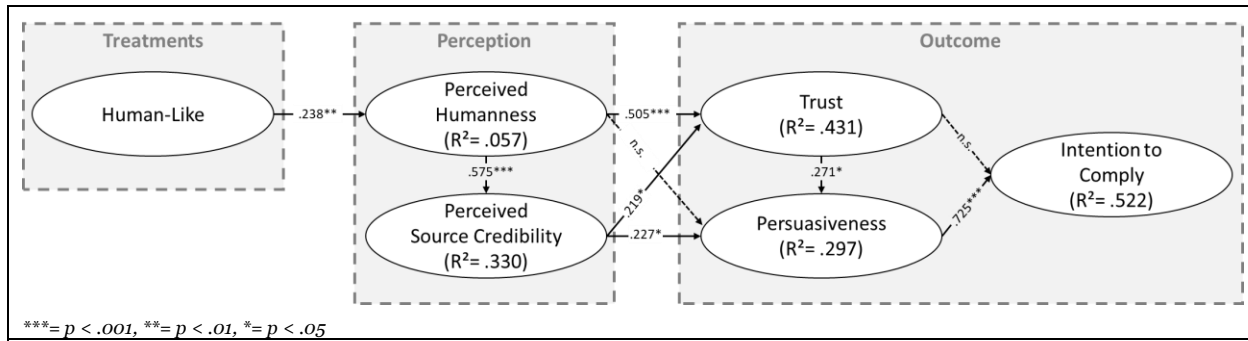 Treatments
Perception
Outcome
Human-Like
.238**
Perceived
Humanness
(R²= .057)
.505***
Trust
(R²= .431)
n.s.
n.s.
.575***
.219*
.271*
Intention to
Comply
(R²= .522)
Perceived
Source Credibility
(R²= .330)
.227*
Persuasiveness
(R²= .297)
.725***
***= p < .001, **= p < .01, *= p < .05